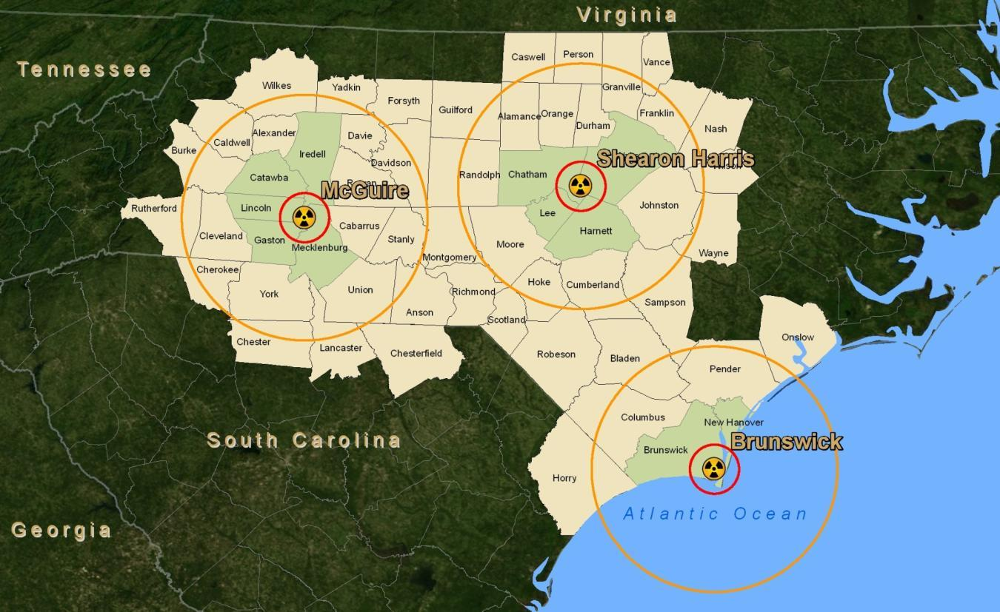 Virginia
Tennessee
Caswell
Person
Vance
Wilkes
Yadkin
Granville
Forsyth
Guilford
Alamance
Orange
Durham
Franklin
Nash
Caldwell
Alexander
Davie
Burke
Iredell
Davidson
Shearon Harris
Catawba
Randolph
Chatham
McGuire
Rutherford
Lincoln
Johnston
Lee
Cabarrus
Harnett
Cleveland
Gaston
Mecklenburg
Stanly
Moore
Montgomery
Wayne
Cherokee
York
Union
Hoke
Cumberland
Richmond
Sampson
Anson
Scotland
Onslow
Chester
Lancaster
Chesterfield
Robeson
Bladen
Pender
Columbus
New Hanover
South Carolina
Brunswick
Brunswick
Horry
Atlantic Ocean
Georgia